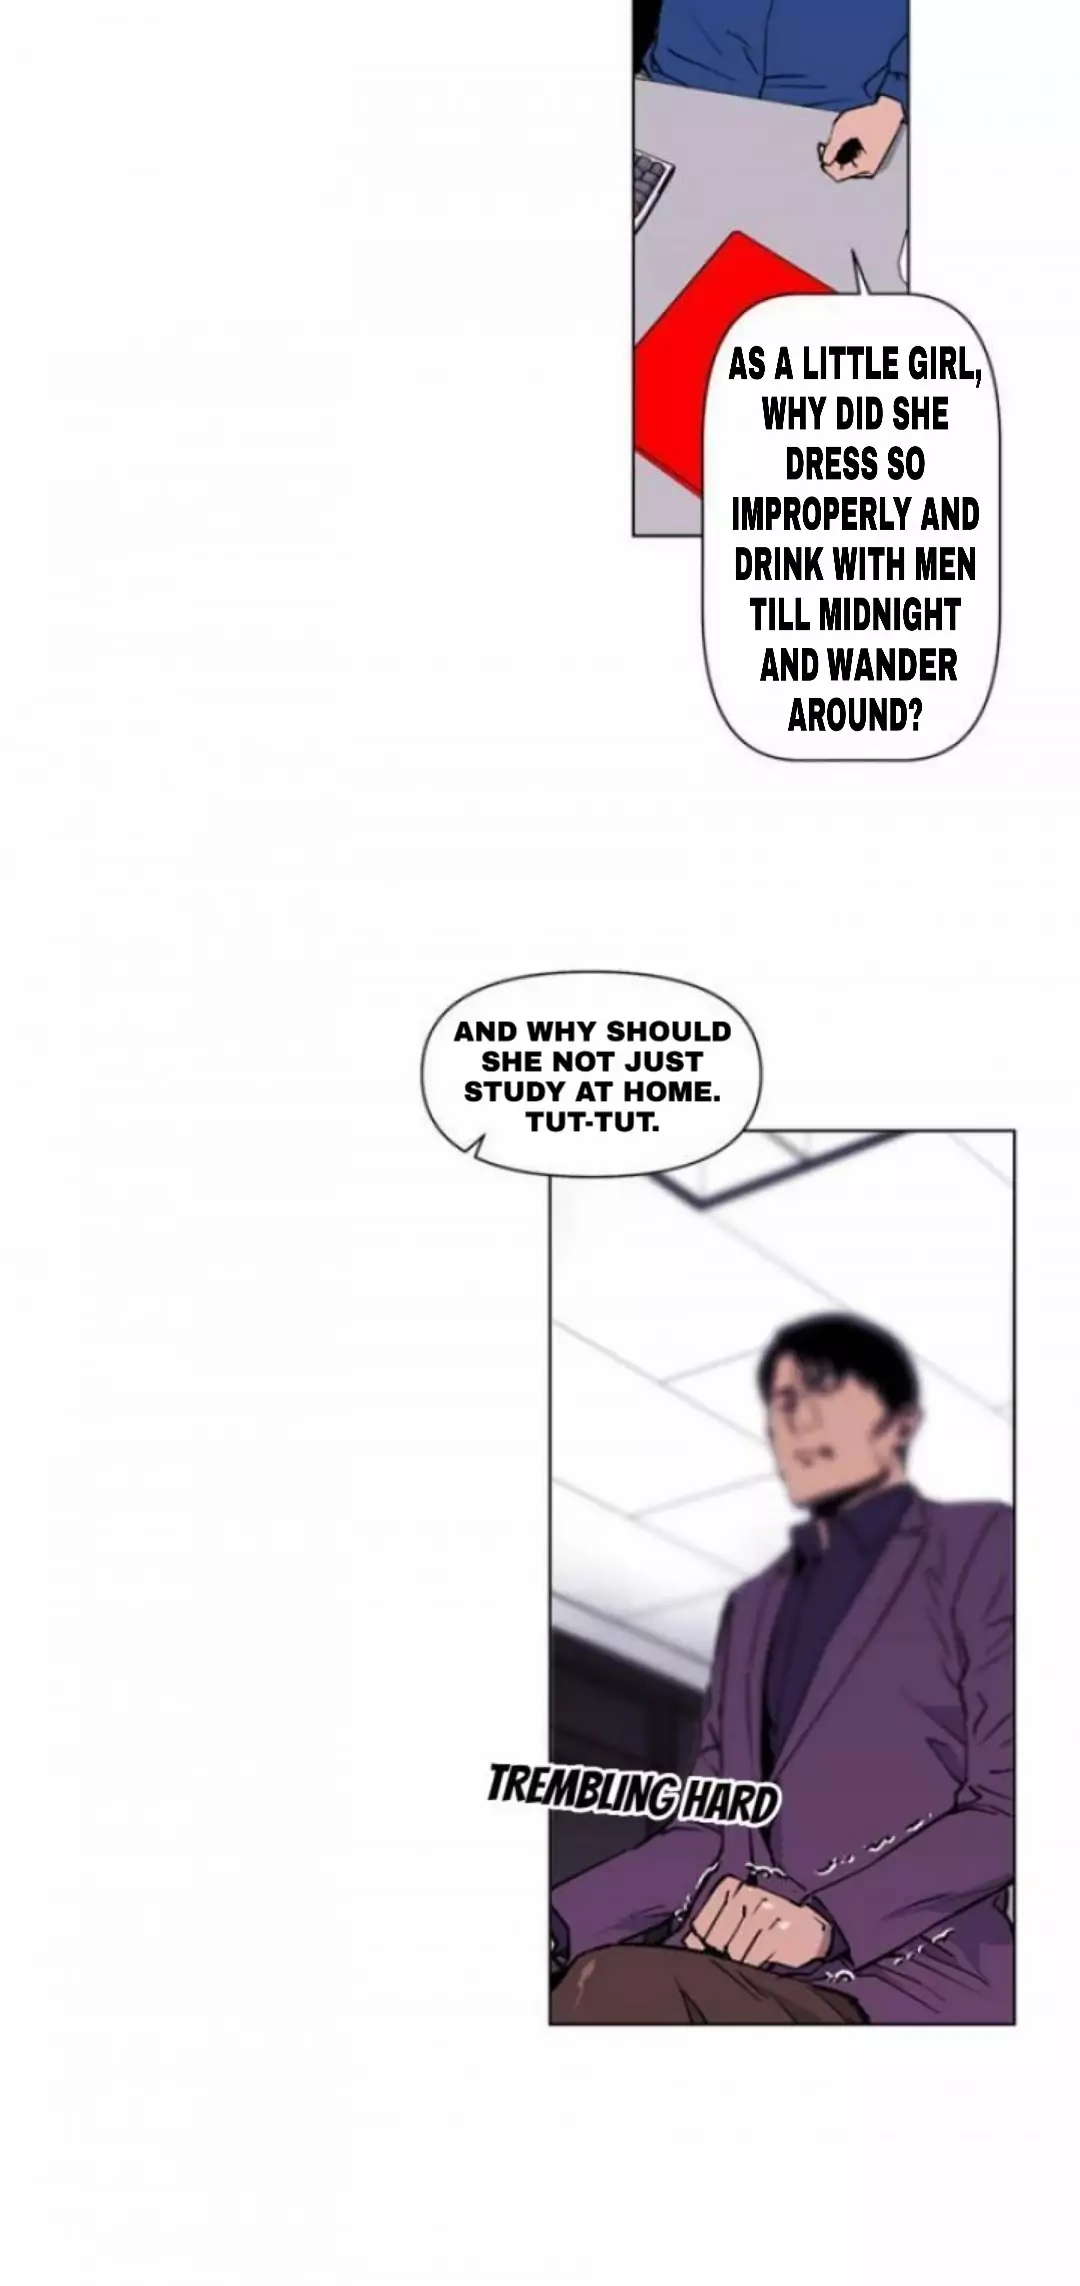 AS A LITTLE GIRL,
WHY DID SHE
DRESS SO
IMPROPERLY AND
DRINK WITH MEN
TILL MIDNIGHT
AND WANDER
AROUND?
AND WHY SHOULD
SHE NOT JUST
STUDY AT HOME.
TUT-TUT.
TREMBLING HARD